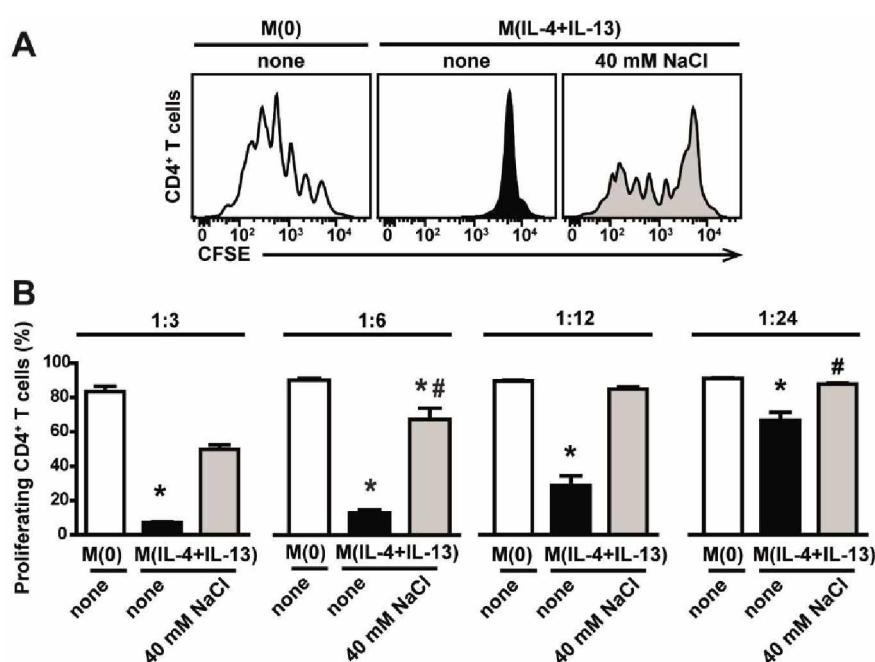 A
M(0) M(IL-4+IL-13)
none none 40 mM NaCl
CD4⁺ T cells
0 10² 10³ 10⁴ 0 10² 10³ 10⁴ 0 10² 10³ 10⁴
CFSE
B
1:3 1:6 1:12 1:24
Proliferating CD4⁺ T cells (%)
100
80
60
40
20
0
* * *# * * #
M(0) M(IL-4+IL-13) M(0) M(IL-4+IL-13) M(0) M(IL-4+IL-13) M(0) M(IL-4+IL-13)
none none 40 mM NaCl none none 40 mM NaCl none none 40 mM NaCl none none 40 mM NaCl